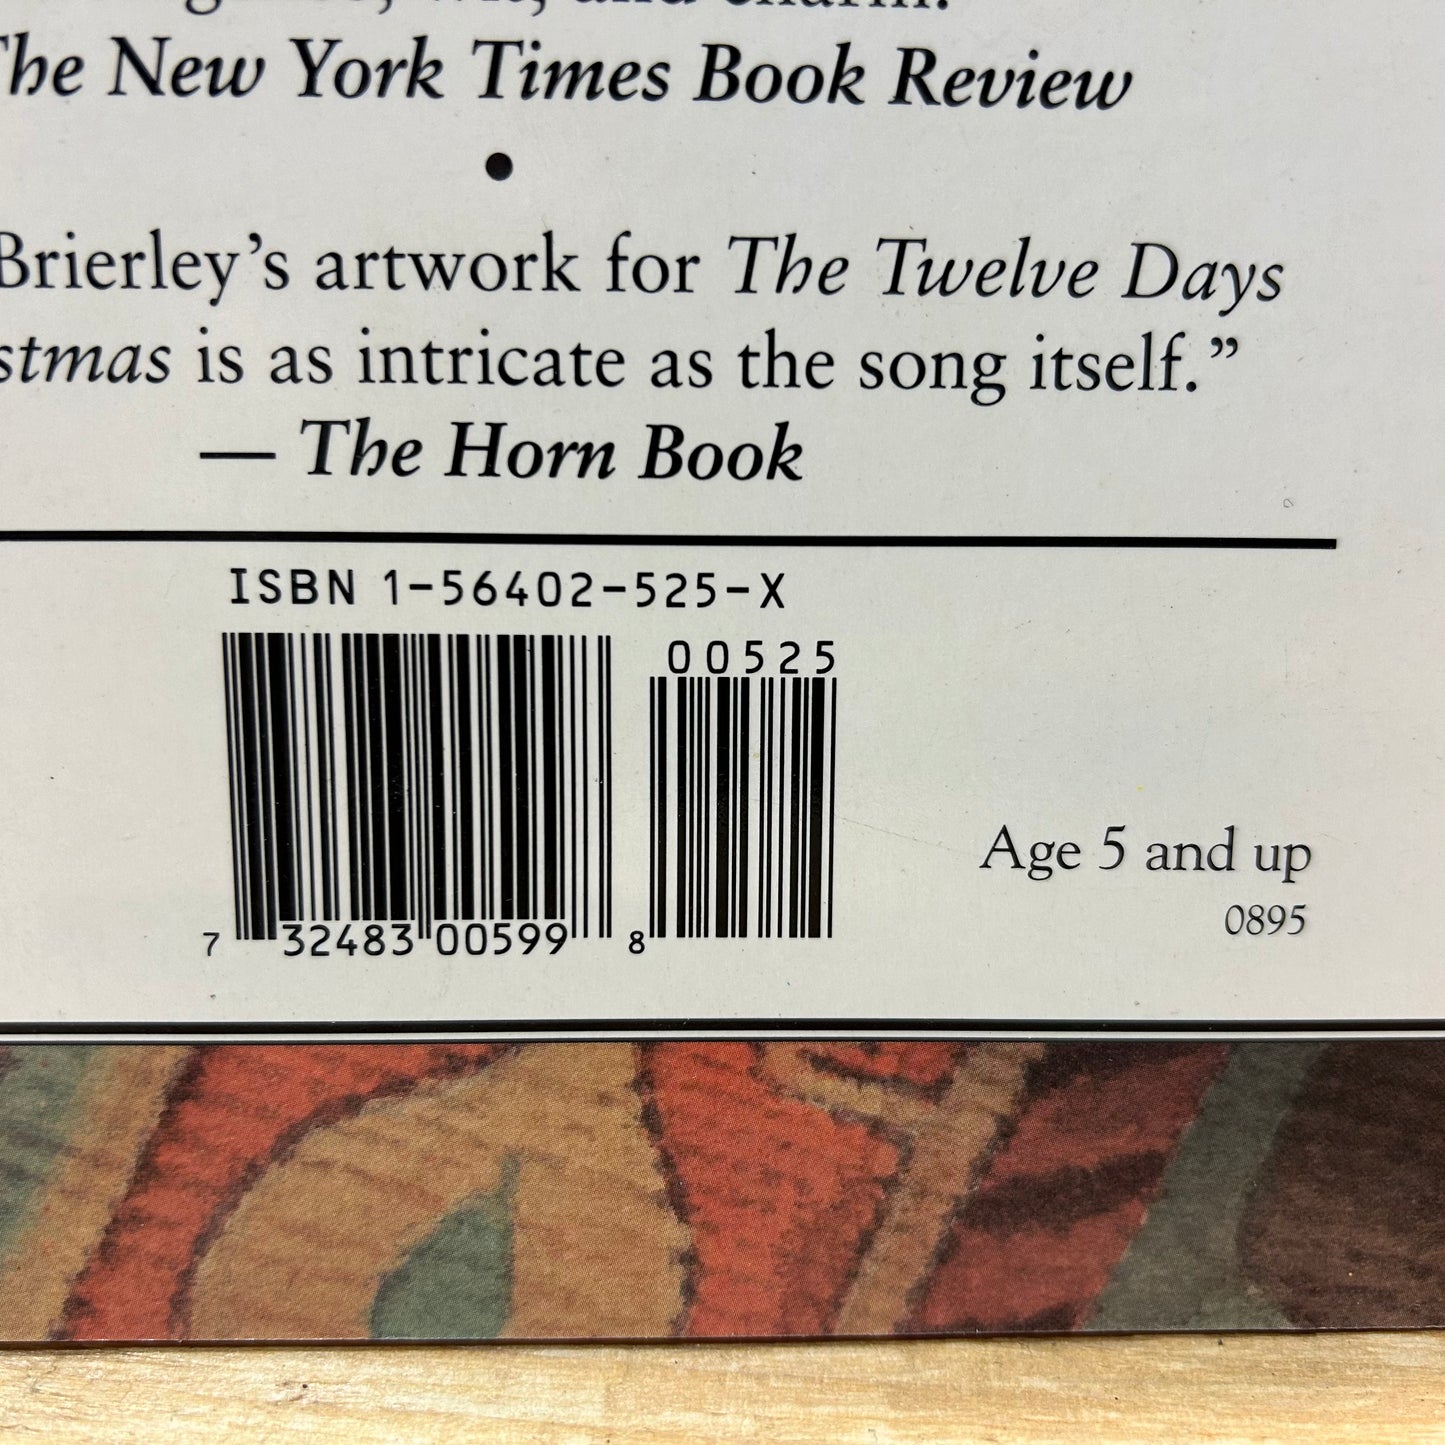 The New York Times Book Review
•
Brierley's artwork for The Twelve Days
stmas is as intricate as the song itself.”
— The Horn Book
ISBN 1-56402-525-X
00525
7 32483 00599 8
Age 5 and up
0895